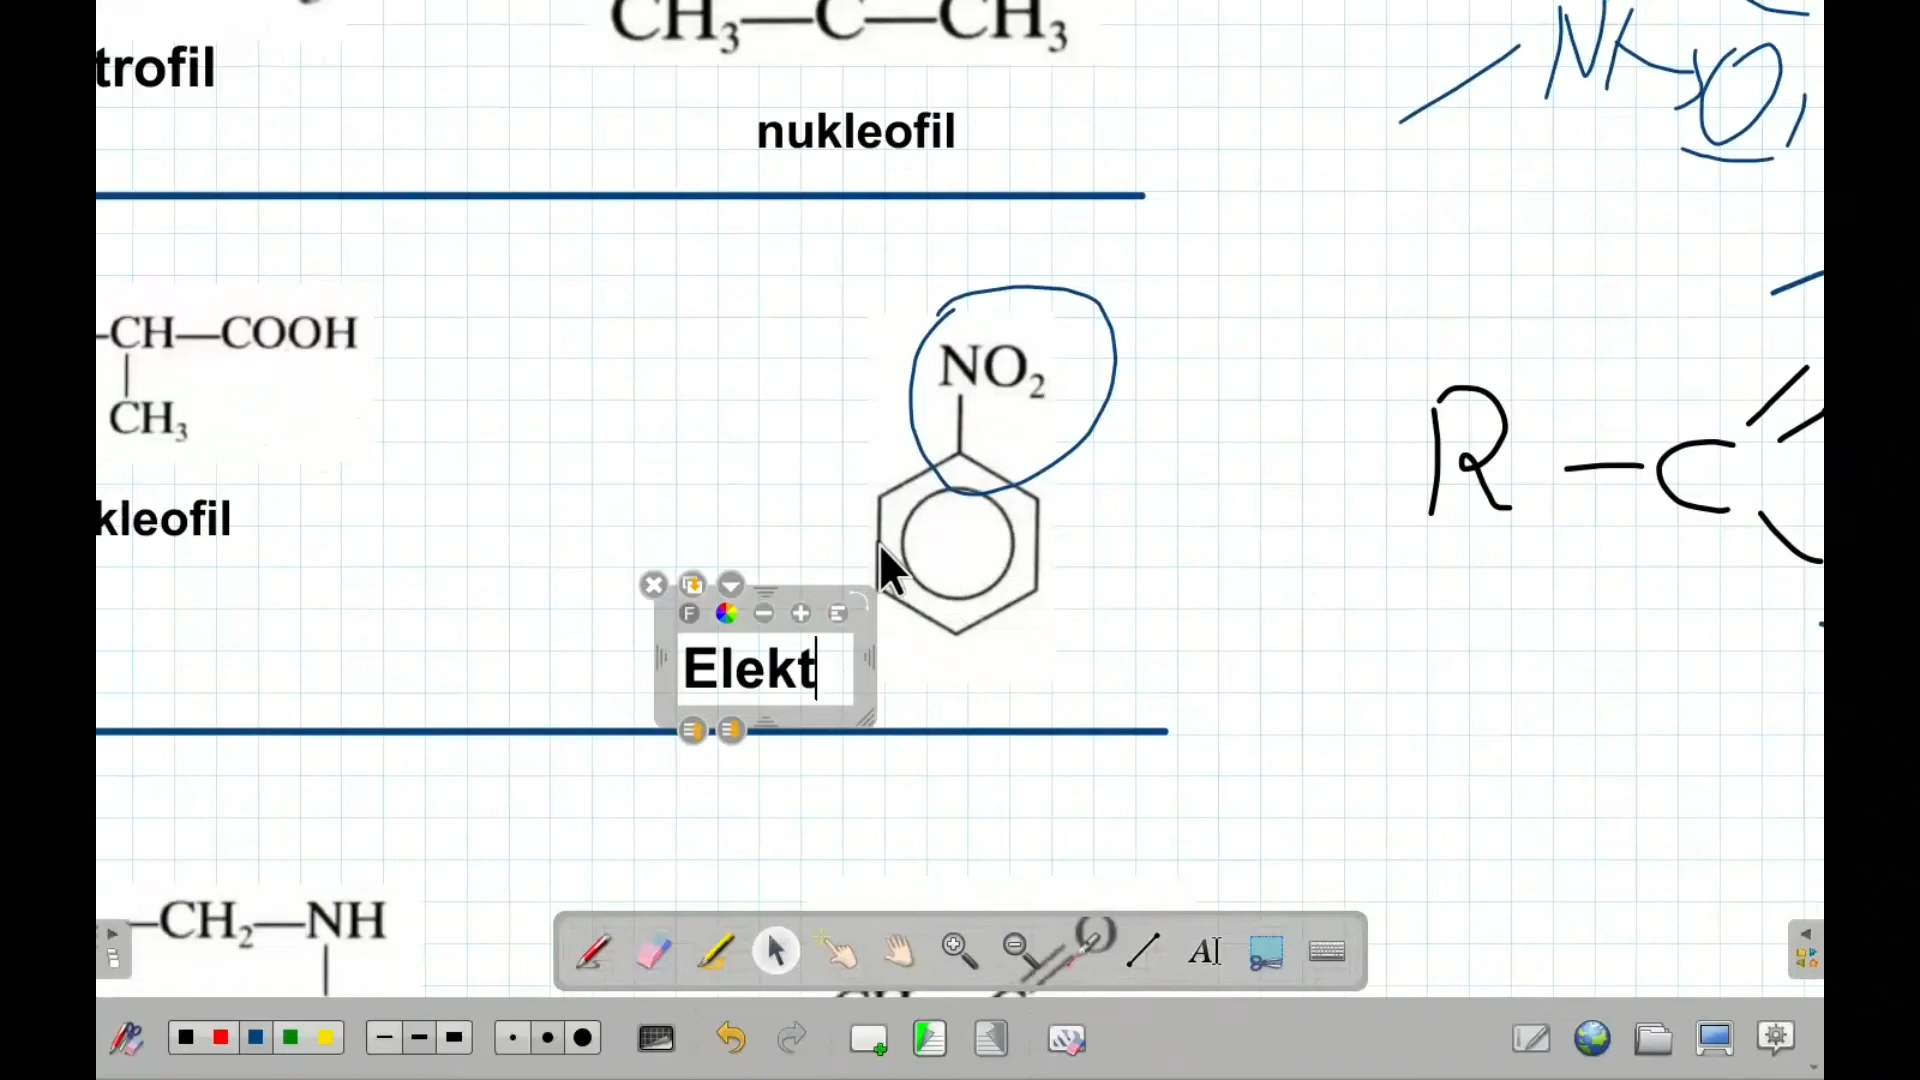 CH₃—C—CH₃
trofil
nukleofil
-CH—COOH
CH₃
kleofil
NO₂
R – C
Elekt
–CH₂—NH